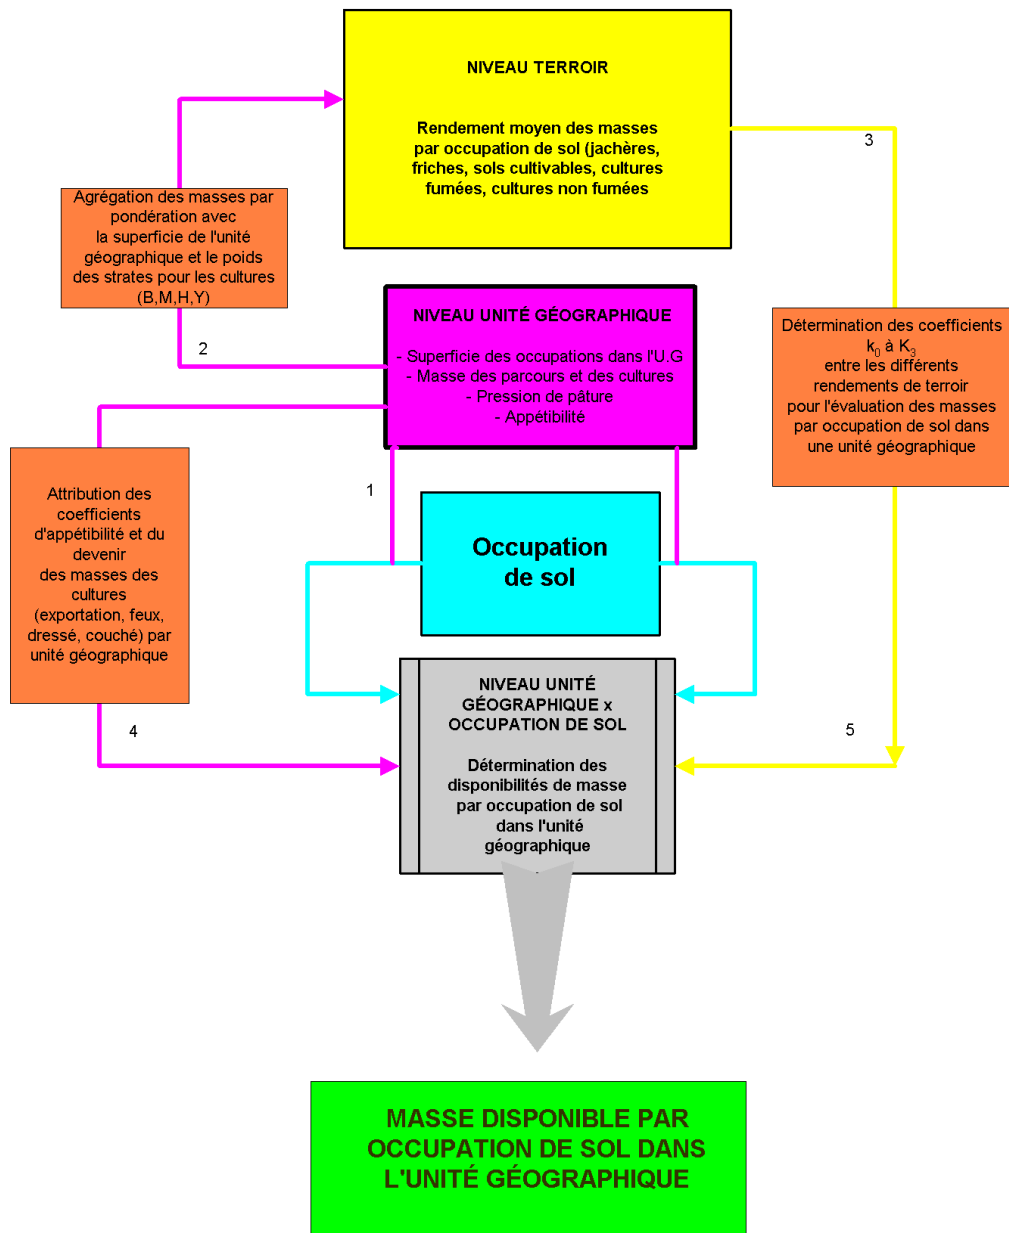 NIVEAU TERROIR
Rendement moyen des masses
par occupation de sol (jachères,
friches, sols cultivables, cultures
fumées, cultures non fumées
3
Agrégation des masses par
pondération avec
la superficie de l'unité
géographique et le poids
des strates pour les cultures
(B,M,H,Y)
2
NIVEAU UNITÉ GÉOGRAPHIQUE
- Superficie des occupations dans l'U.G
- Masse des parcours et des cultures
- Pression de pâture
- Appétibilité
Détermination des coefficients
k0 à K3
entre les différents
rendements de terroir
pour l'évaluation des masses
par occupation de sol dans
une unité géographique
1
Attribution des
coefficients
d'appétibilité et du
devenir
des masses des
cultures
(exportation, feux,
dressé, couché) par
unité géographique
Occupation
de sol
4
5
NIVEAU UNITÉ
GÉOGRAPHIQUE x
OCCUPATION DE SOL
Détermination des
disponibilités de masse
par occupation de sol
dans l'unité
géographique
MASSE DISPONIBLE PAR
OCCUPATION DE SOL DANS
L'UNITÉ GÉOGRAPHIQUE